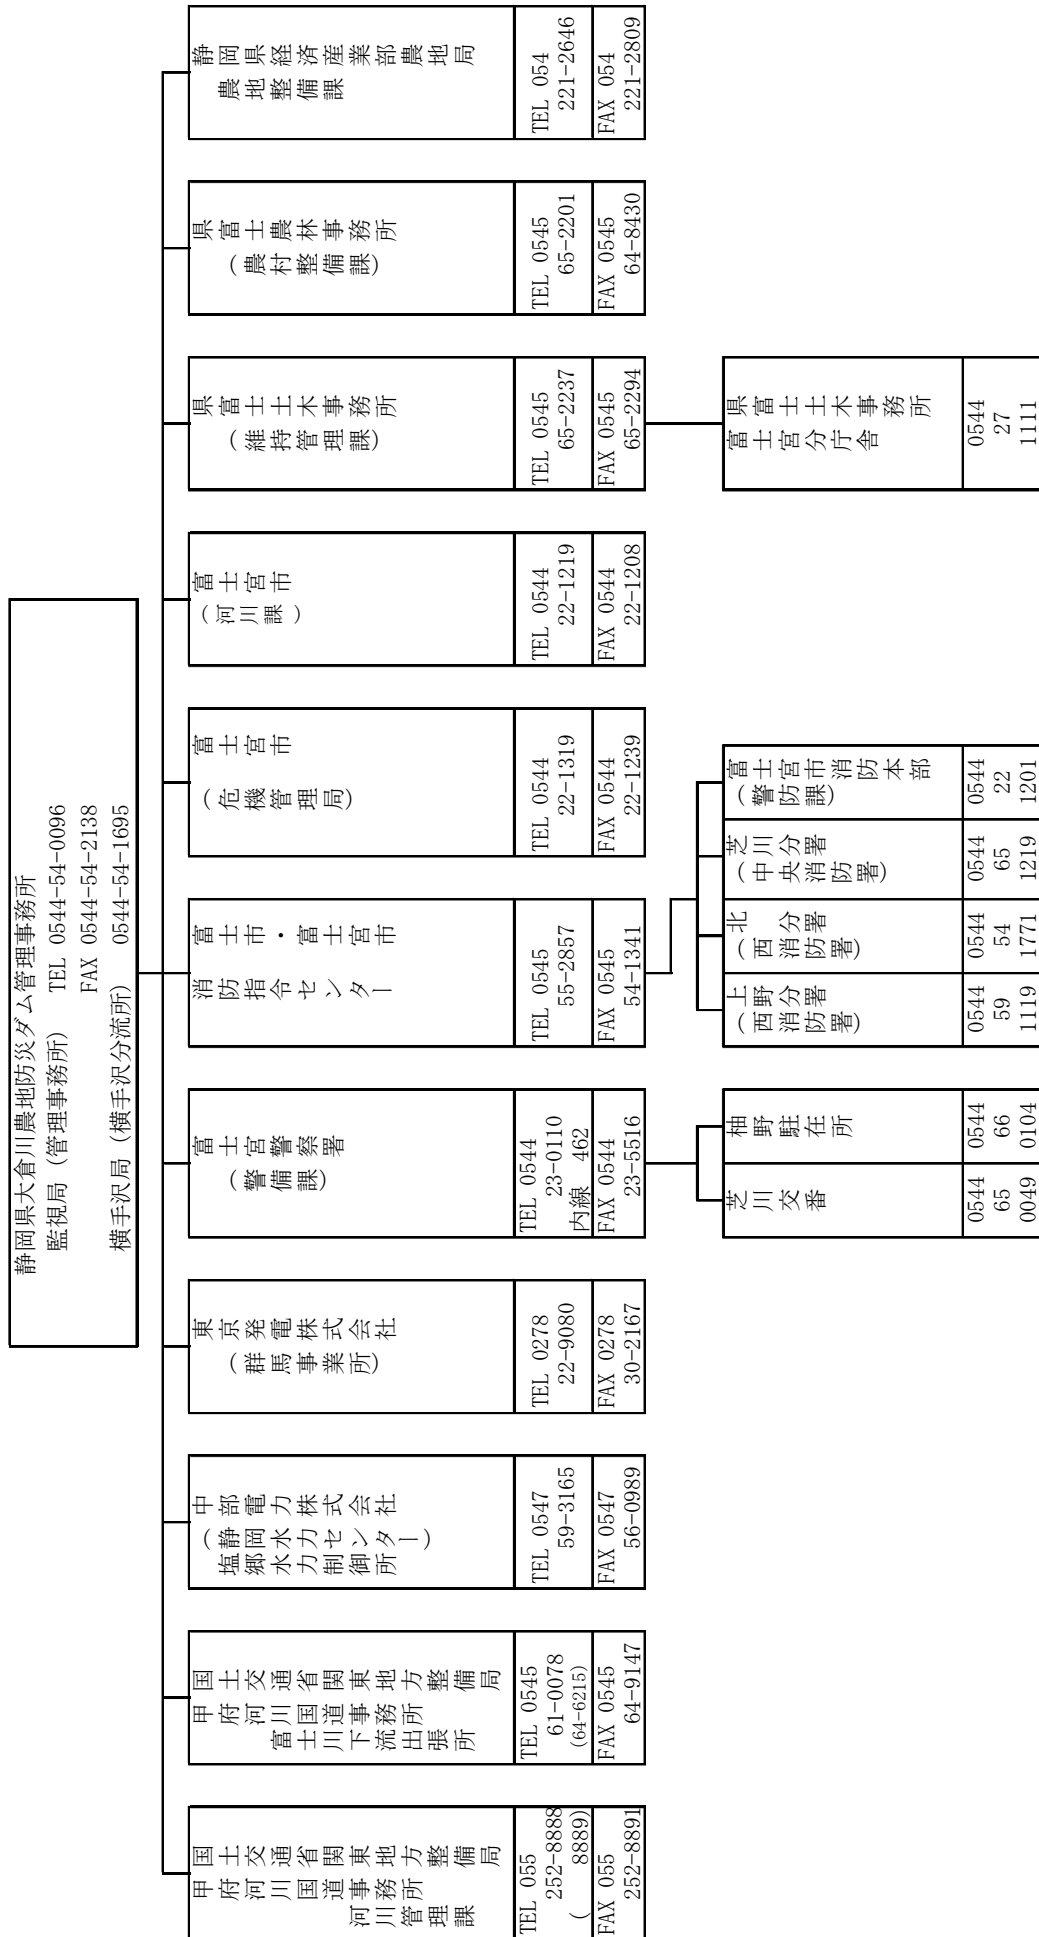 静岡県大倉川農地防災ダム管理事務所
監視局（管理事務所） TEL 0544-54-0096
FAX 0544-54-2138
横手沢局（横手沢分流所） 0544-54-1695
国土交通省関東地方整備局
甲府河川国道事務所
河川管理課
TEL 055
252-8888
( 8889)
FAX 055
252-8891
国土交通省関東地方整備局
甲府河川国道事務所
富士川下流出張所
TEL 0545
61-0078
(64-6215)
FAX 0545
64-9147
中部電力株式会社
（静岡水力センター）
塩郷水力制御所
TEL 0547
59-3165
FAX 0547
56-0989
東京発電株式会社
（群馬事業所）
TEL 0278
22-9080
FAX 0278
30-2167
富士宮警察署
（警備課）
TEL 0544
23-0110
内線 462
FAX 0544
23-5516
富士市・富士宮市
消防指令センター
TEL 0545
55-2857
FAX 0545
54-1341
富士宮市
（危機管理局）
TEL 0544
22-1319
FAX 0544
22-1239
富士宮市
（河川課）
TEL 0544
22-1219
FAX 0544
22-1208
県富士土木事務所
（維持管理課）
TEL 0545
65-2237
FAX 0545
65-2294
県富士農林事務所
（農村整備課）
TEL 0545
65-2201
FAX 0545
64-8430
静岡県経済産業部農地局
農地整備課
TEL 054
221-2646
FAX 054
221-2809
芝川交番
0544
65
0049
柚野駐在所
0544
66
0104
上野分署
（西消防署）
0544
59
1119
北分署
（西消防署）
0544
54
1771
芝川分署
（中央消防署）
0544
65
1219
富士宮市消防本部
（警防課）
0544
22
1201
県富士土木事務所
富士宮分庁舎
0544
27
1111